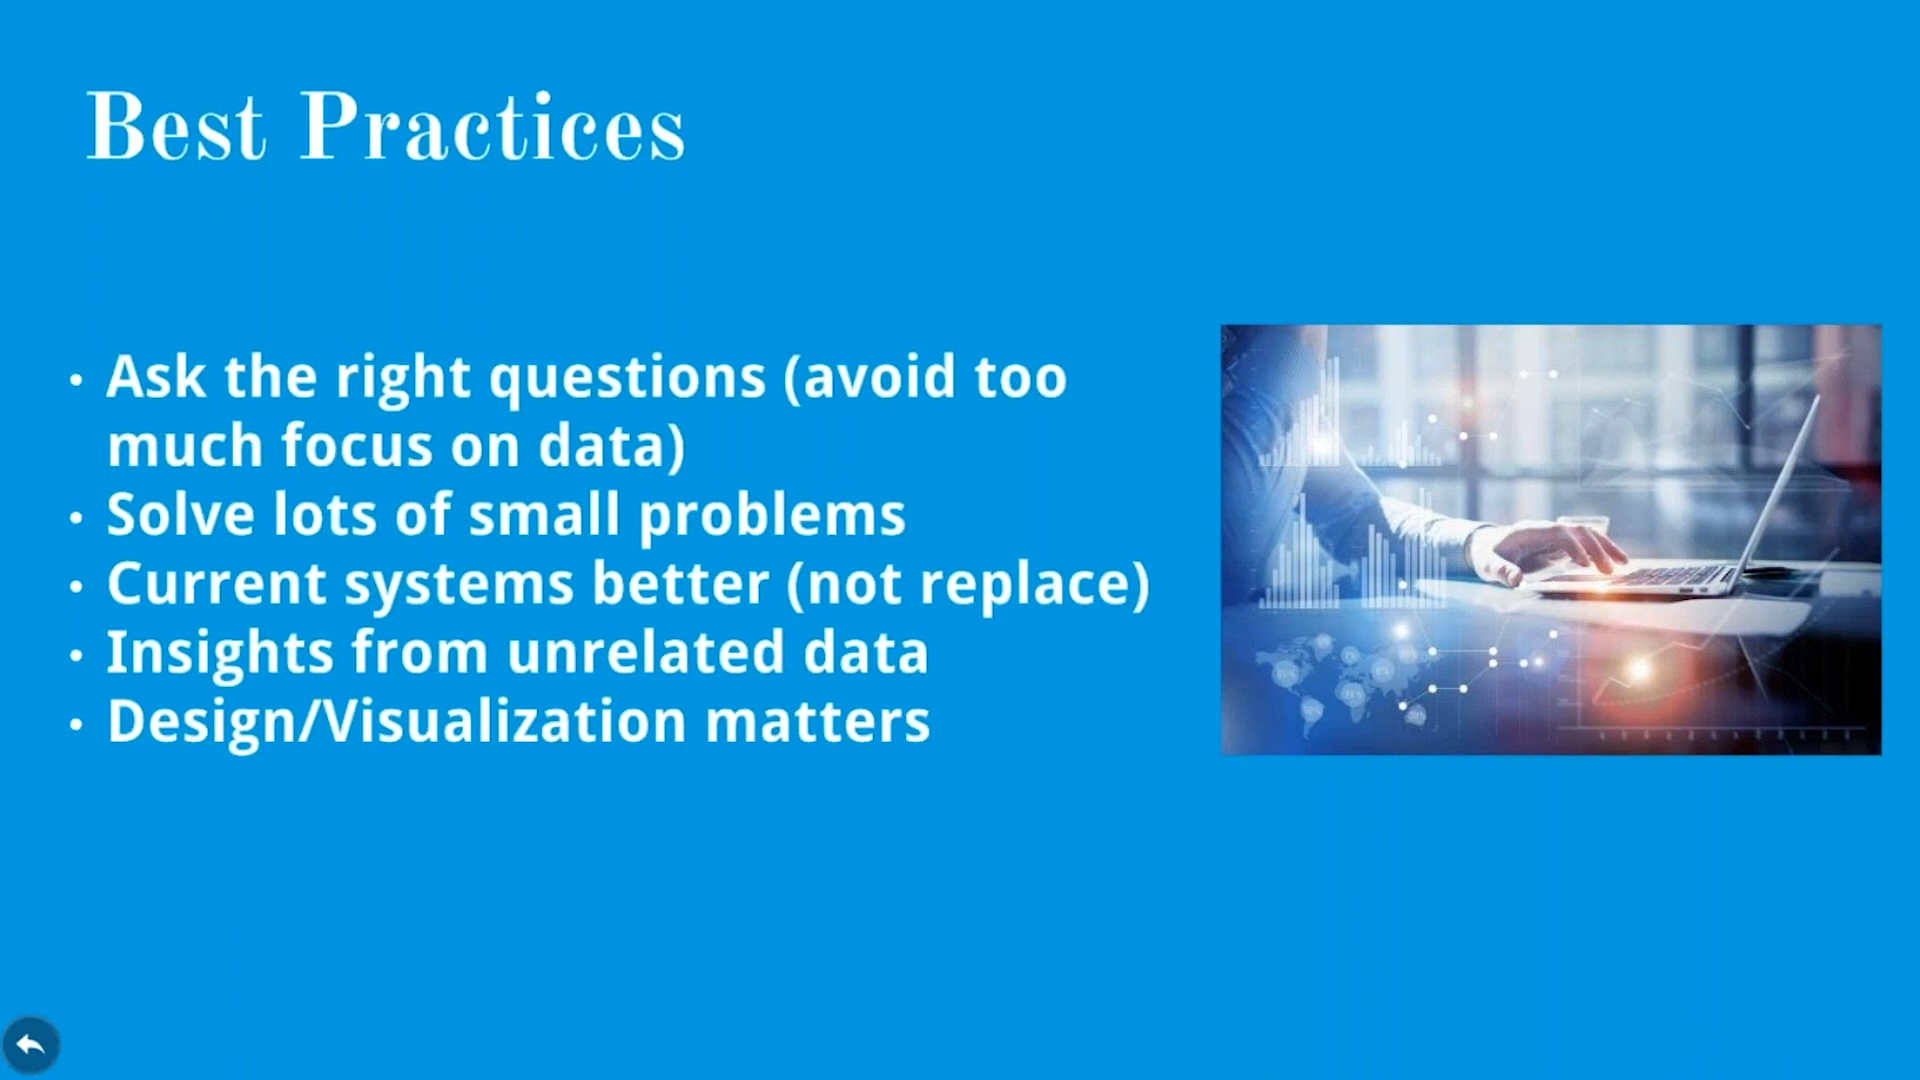 Best Practices
• Ask the right questions (avoid too
much focus on data)
• Solve lots of small problems
• Current systems better (not replace)
• Insights from unrelated data
• Design/Visualization matters